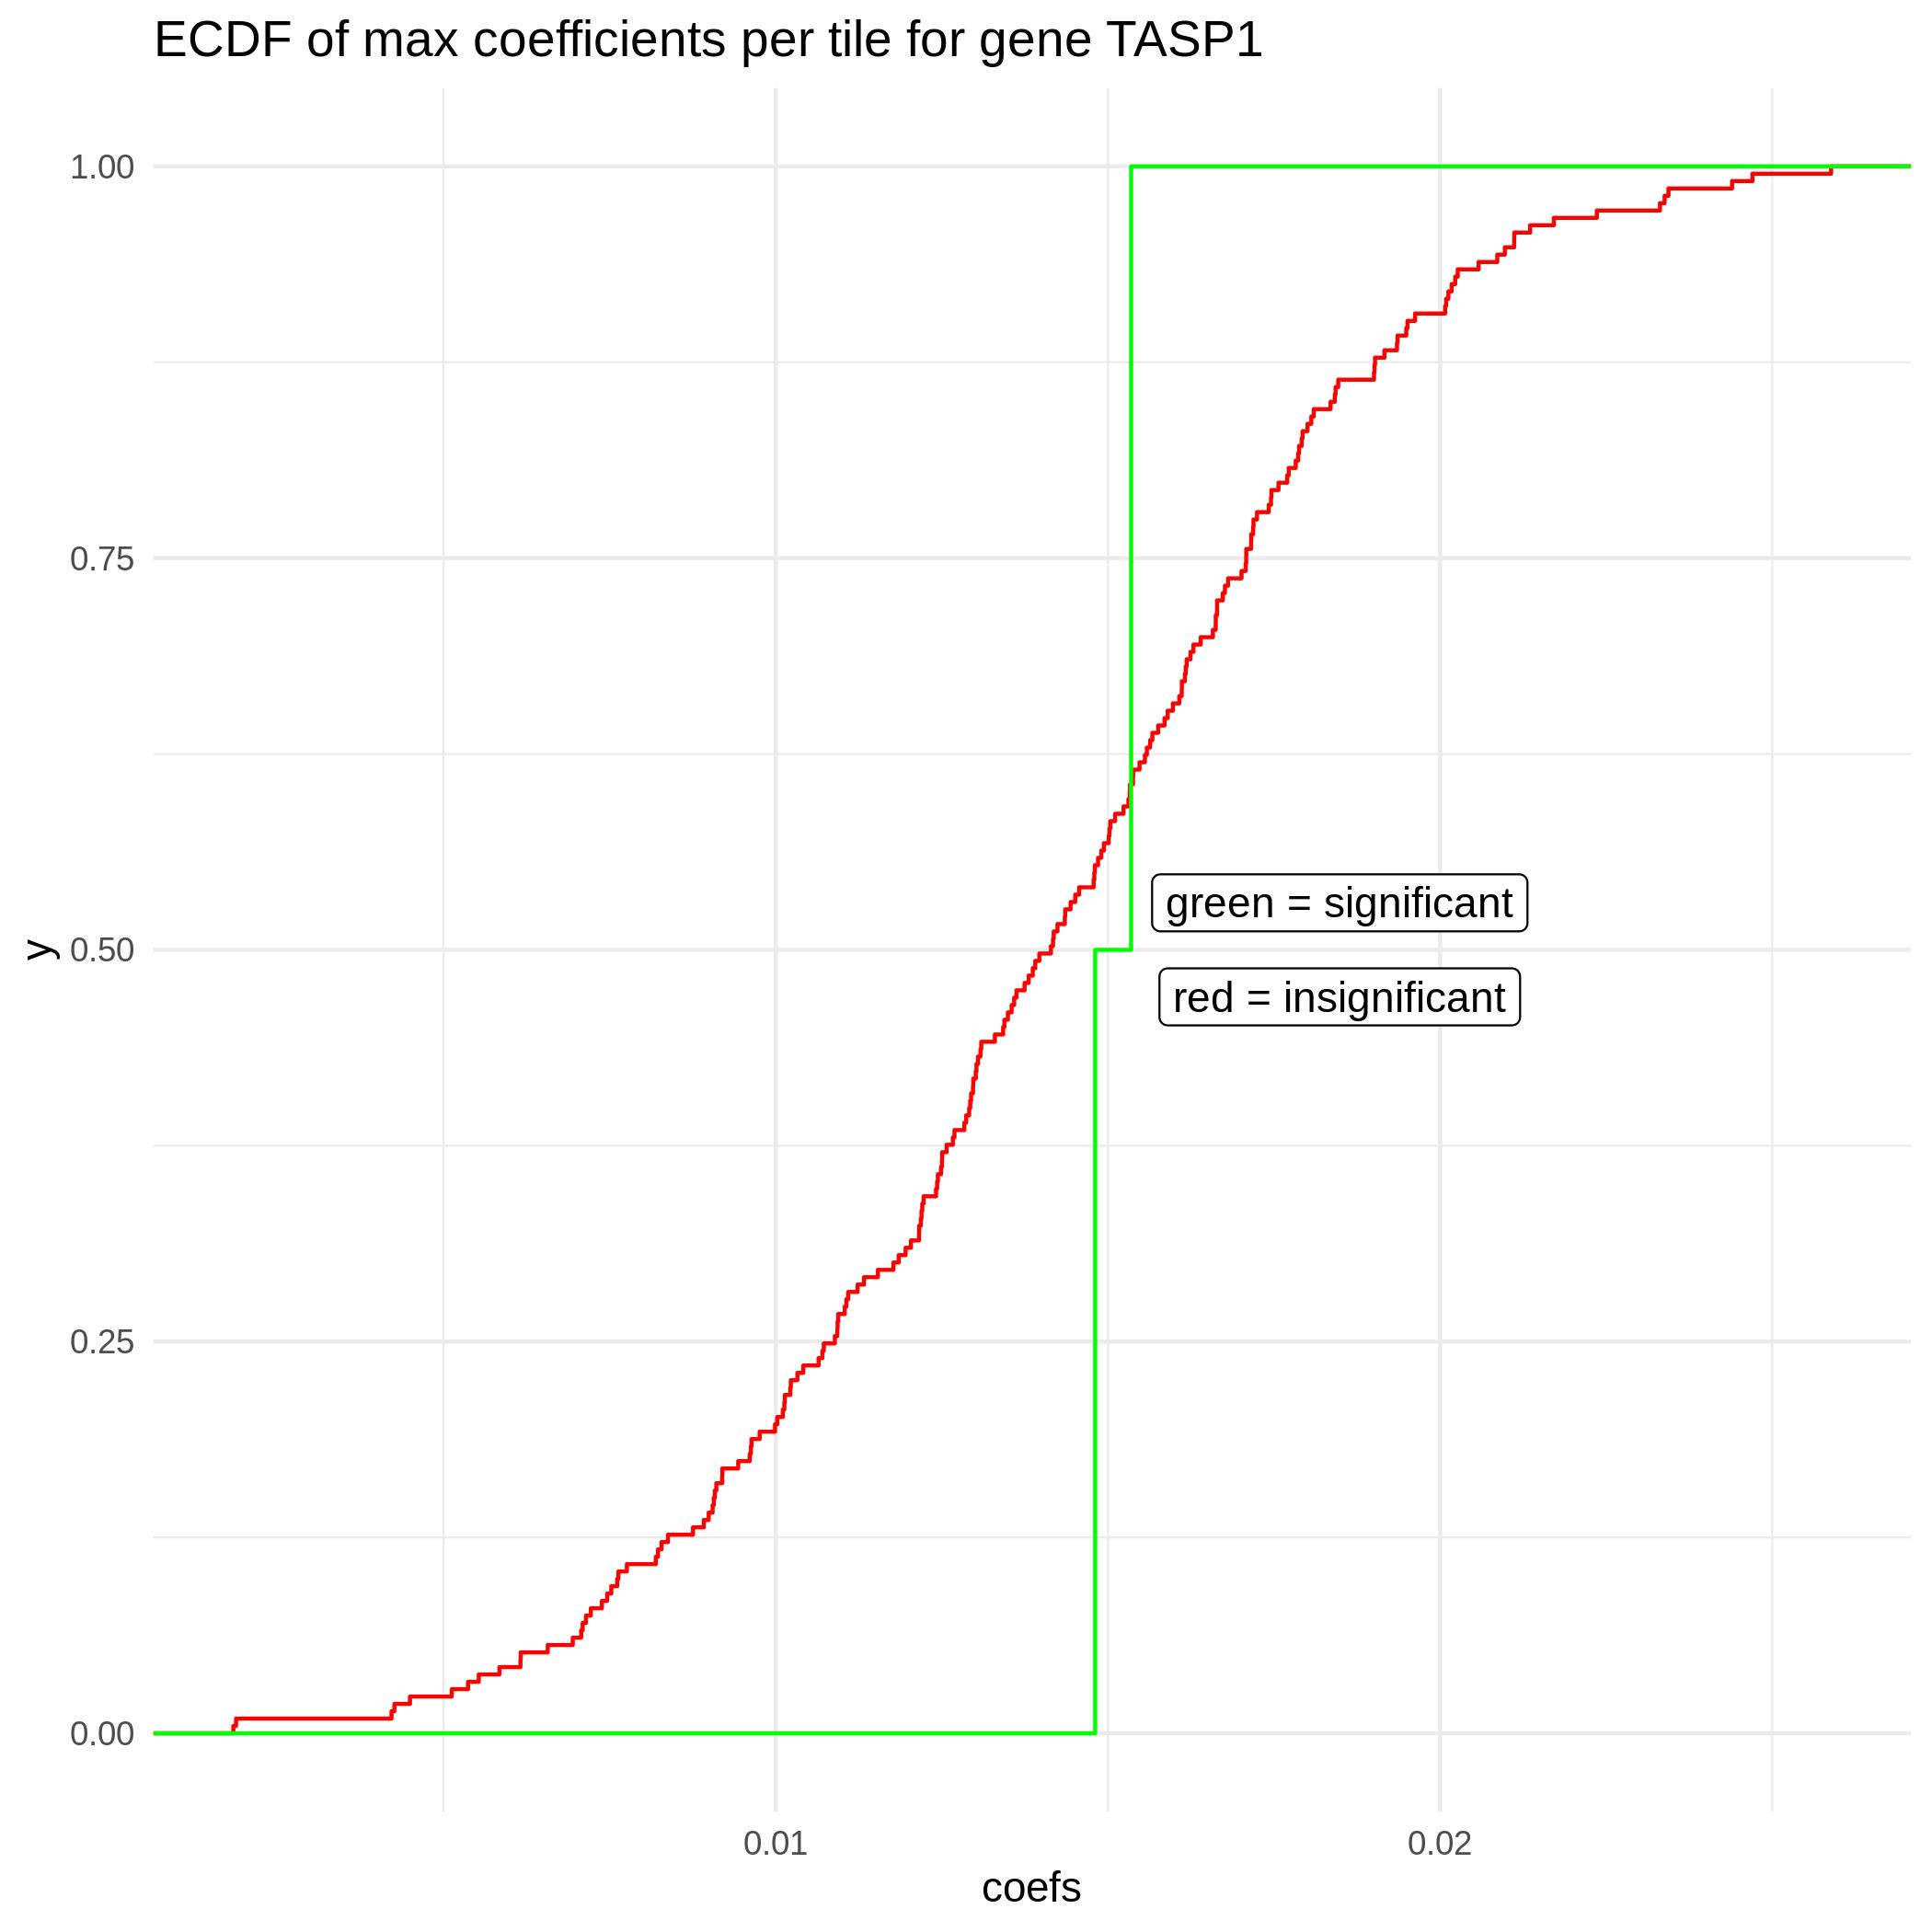 ECDF of max coefficients per tile for gene TASP1
1.00
0.75
0.50
0.25
0.00
y
green = significant
red = insignificant
0.01
0.02
coefs